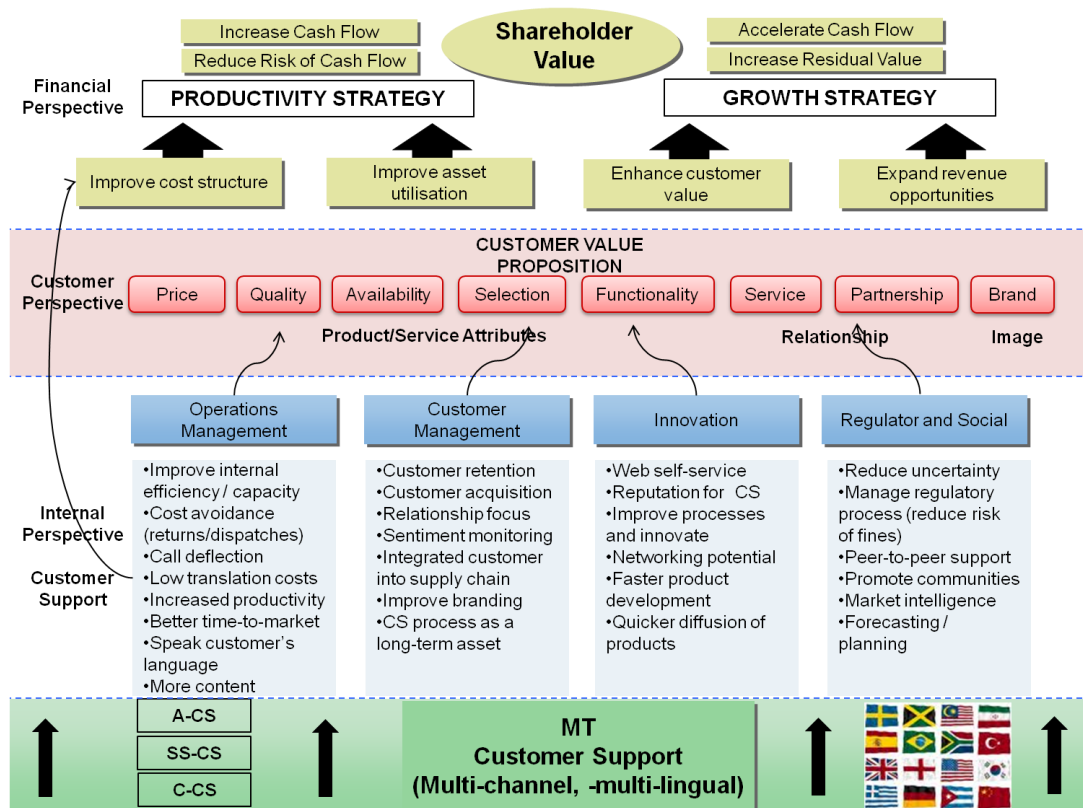 Increase Cash Flow
Reduce Risk of Cash Flow
Shareholder
Value
Accelerate Cash Flow
Increase Residual Value
Financial
Perspective
PRODUCTIVITY STRATEGY
GROWTH STRATEGY
Improve cost structure
Improve asset
utilisation
Enhance customer
value
Expand revenue
opportunities
CUSTOMER VALUE
PROPOSITION
Customer
Perspective
Price
Quality
Availability
Selection
Functionality
Service
Partnership
Brand
Product/Service Attributes
Relationship
Image
Operations
Management
Customer
Management
Innovation
Regulator and Social
Internal
Perspective
Customer
Support
•Improve internal
efficiency / capacity
•Cost avoidance
(returns/dispatches)
•Call deflection
•Low translation costs
•Increased productivity
•Better time-to-market
•Speak customer's
language
•More content
•Customer retention
•Customer acquisition
•Relationship focus
•Sentiment monitoring
•Integrated customer
into supply chain
•Improve branding
•CS process as a
long-term asset
•Web self-service
•Reputation for CS
•Improve processes
and innovate
•Networking potential
•Faster product
development
•Quicker diffusion of
products
•Reduce uncertainty
•Manage regulatory
process (reduce risk
of fines)
•Peer-to-peer support
•Promote communities
•Market intelligence
•Forecasting /
planning
A-CS
SS-CS
C-CS
MT
Customer Support
(Multi-channel, -multi-lingual)